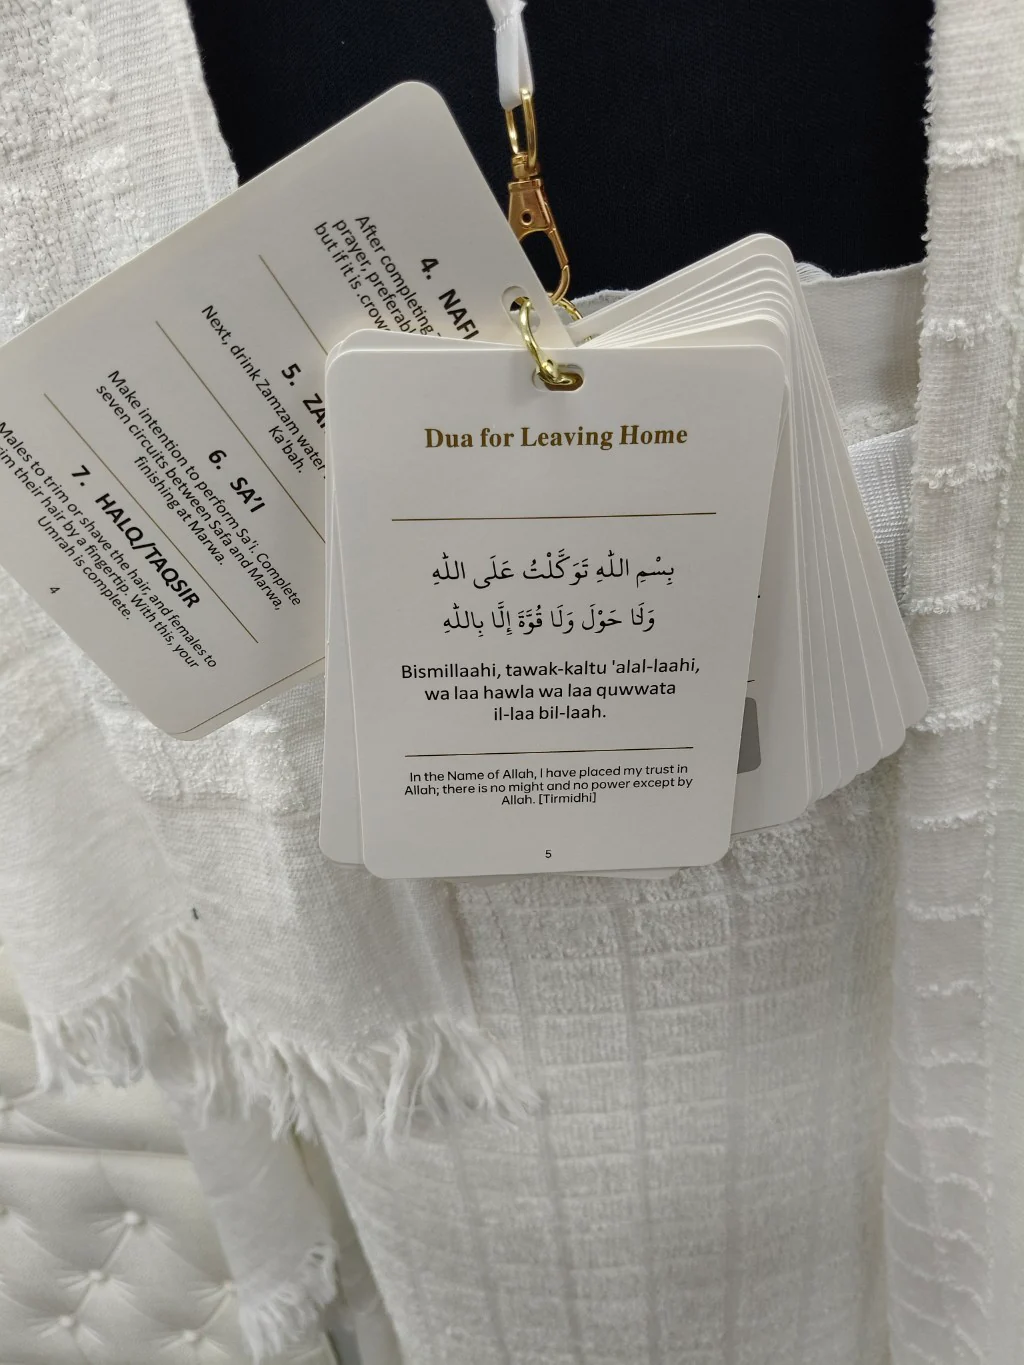 Dua for Leaving Home
بِسْمِ اللّٰهِ تَوَكَّلْتُ عَلَى اللّٰهِ
وَلَا حَوْلَ وَلَا قُوَّةَ إِلَّا بِاللّٰهِ
Bismillaahi, tawak-kaltu 'alal-laahi,
wa laa hawla wa laa quwwata
il-laa bil-laah.
In the Name of Allah, I have placed my trust in
Allah; there is no might and no power except by
Allah. [Tirmidhi]
5
4.
After completing
prayer,
but if it is
5.
Next, drink Zamzam water
Ka'bah.
6. SA'I
Make intention to perform Sa'i. Complete
seven circuits between Safa and Marwa,
finishing at Marwa.
7. HALQ/TAQSIR
Males to trim or shave the hair, and females to
their hair by a fingertip. With this, your
Umrah is complete.
4